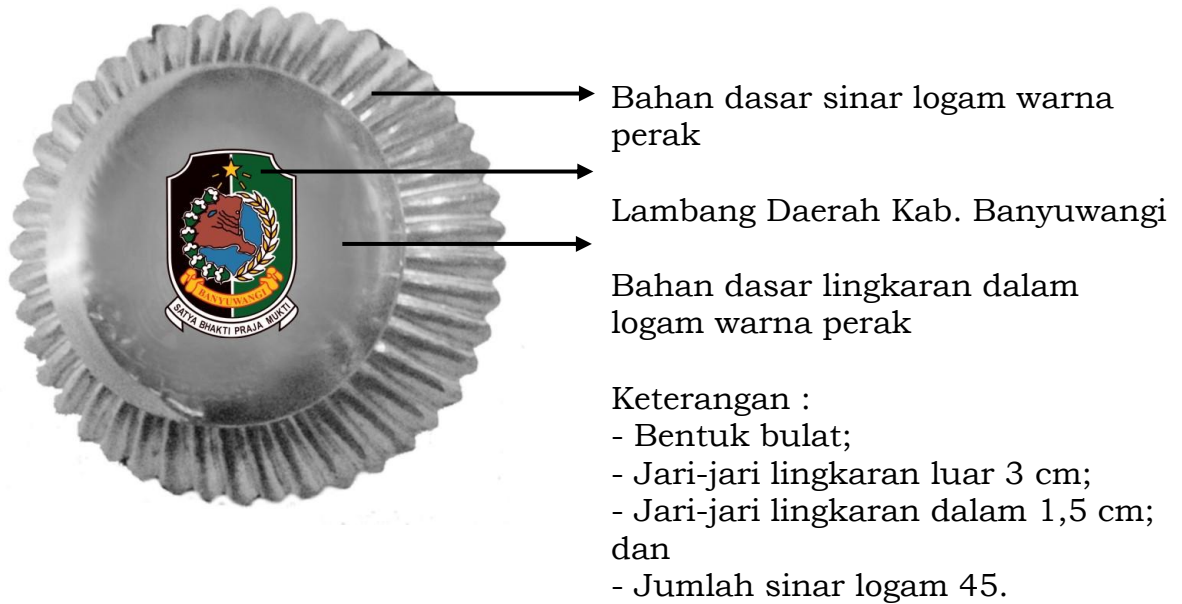 Bahan dasar sinar logam warna
perak
Lambang Daerah Kab. Banyuwangi
Bahan dasar lingkaran dalam
logam warna perak
Keterangan :
- Bentuk bulat;
- Jari-jari lingkaran luar 3 cm;
- Jari-jari lingkaran dalam 1,5 cm;
dan
- Jumlah sinar logam 45.
BANYUWANGI
SATYA BHAKTI PRAJA MUKTI